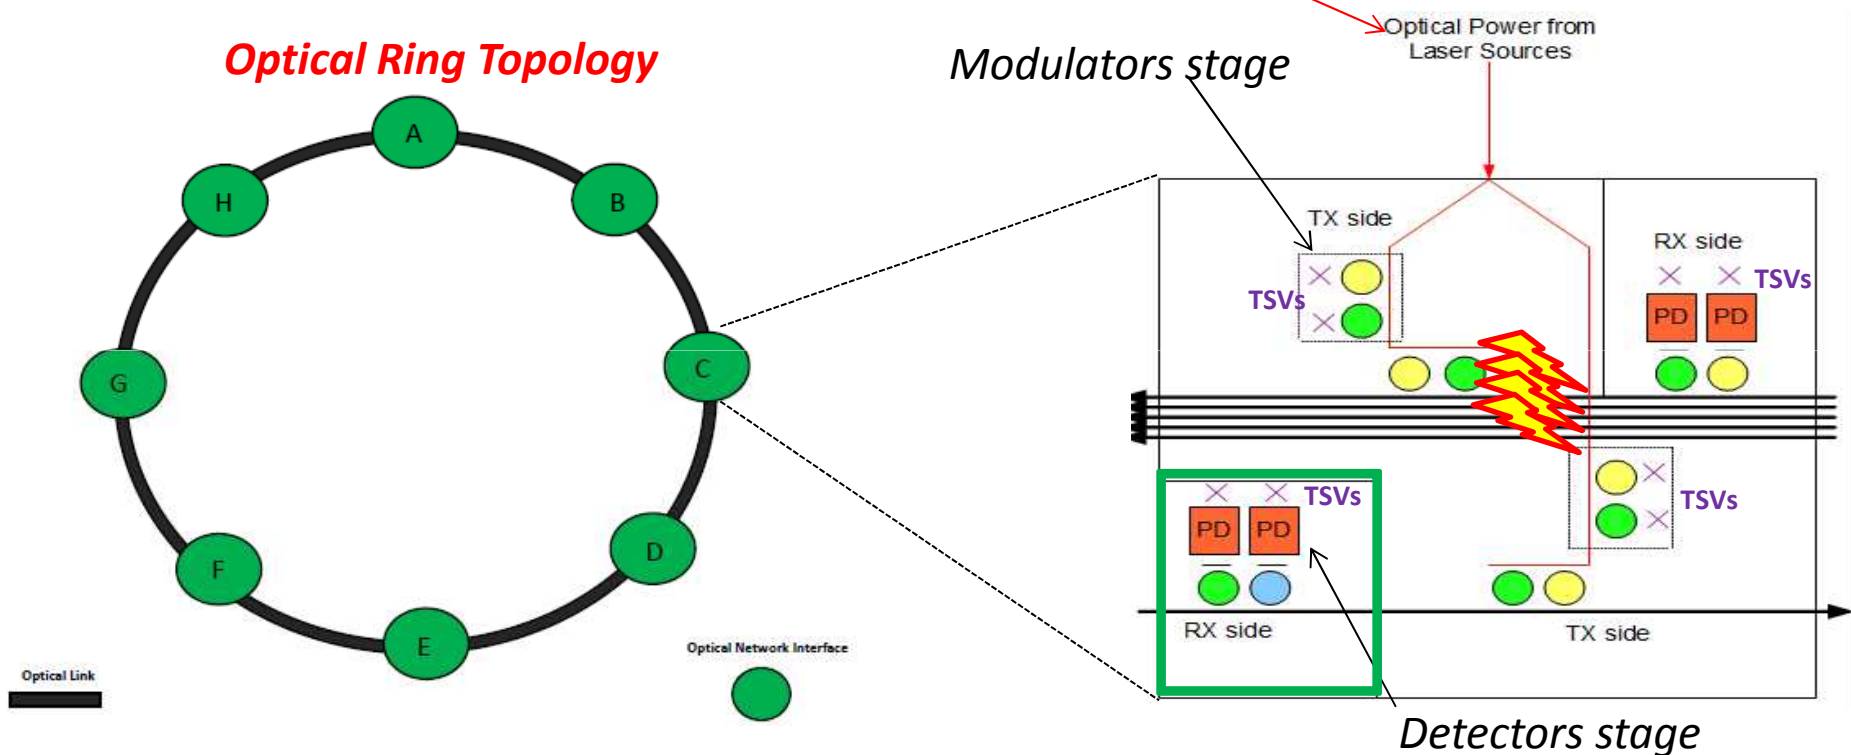 Optical Ring Topology
A
B
C
D
E
F
G
H
Optical Link
Optical Network Interface
Modulators stage
Optical Power from
Laser Sources
TX side
TSVs
RX side
TSVs
PD PD
TSVs
PD PD
TSVs
RX side
TX side
Detectors stage